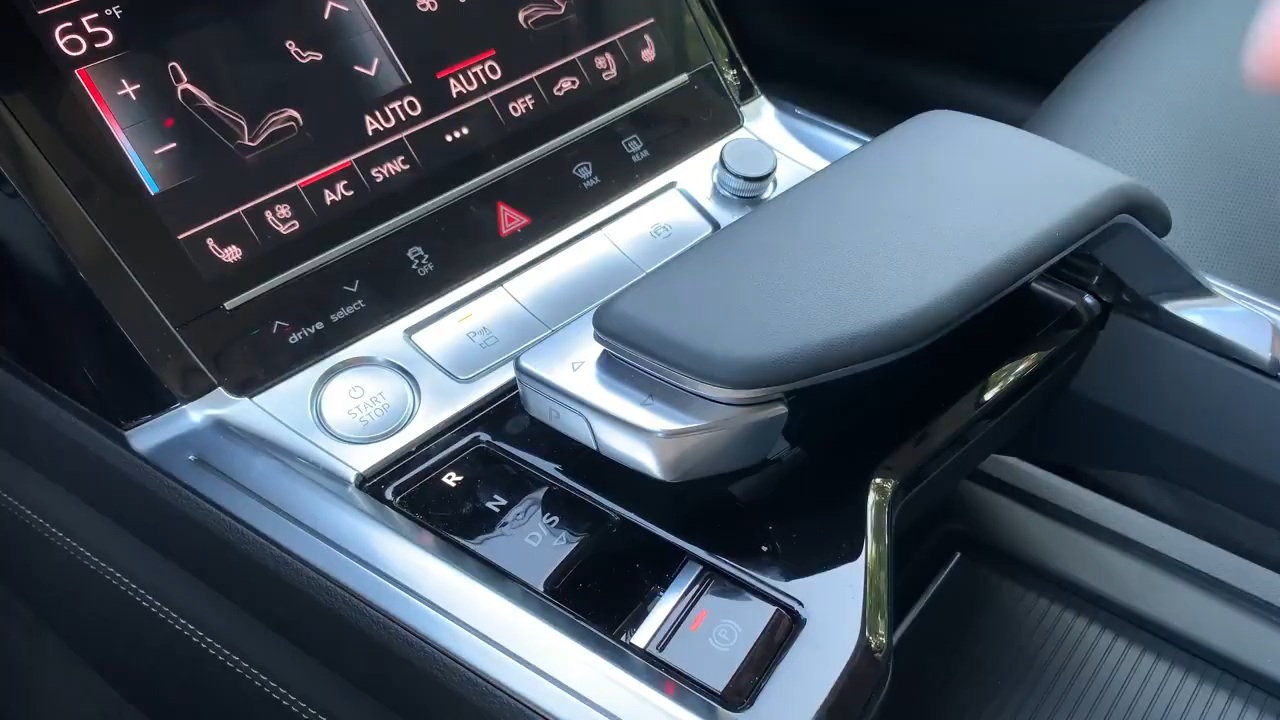 65°F
+
−
AUTO
AUTO
A/C
SYNC
•••
OFF
MAX
REAR
OFF
drive select
P
START
STOP
P
R
N
D/S
P